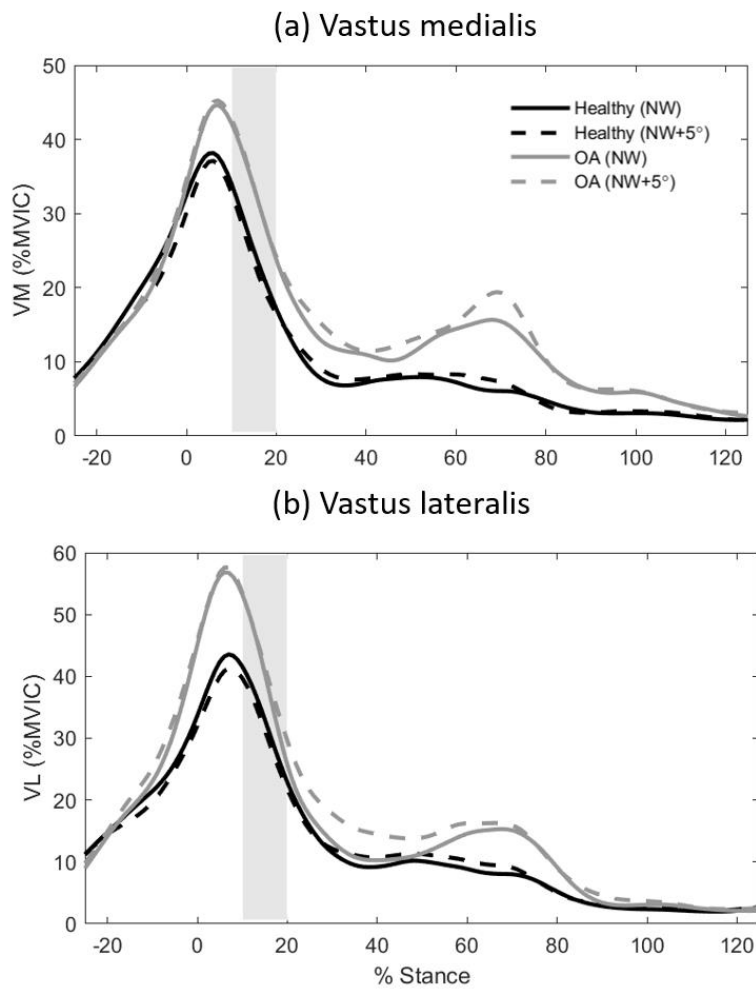 (a) Vastus medialis
50
40
30
20
10
0
VM (%MVIC)
Healthy (NW)
Healthy (NW+5°)
OA (NW)
OA (NW+5°)
-20 0 20 40 60 80 100 120
(b) Vastus lateralis
60
50
40
30
20
10
0
VL (%MVIC)
-20 0 20 40 60 80 100 120
% Stance